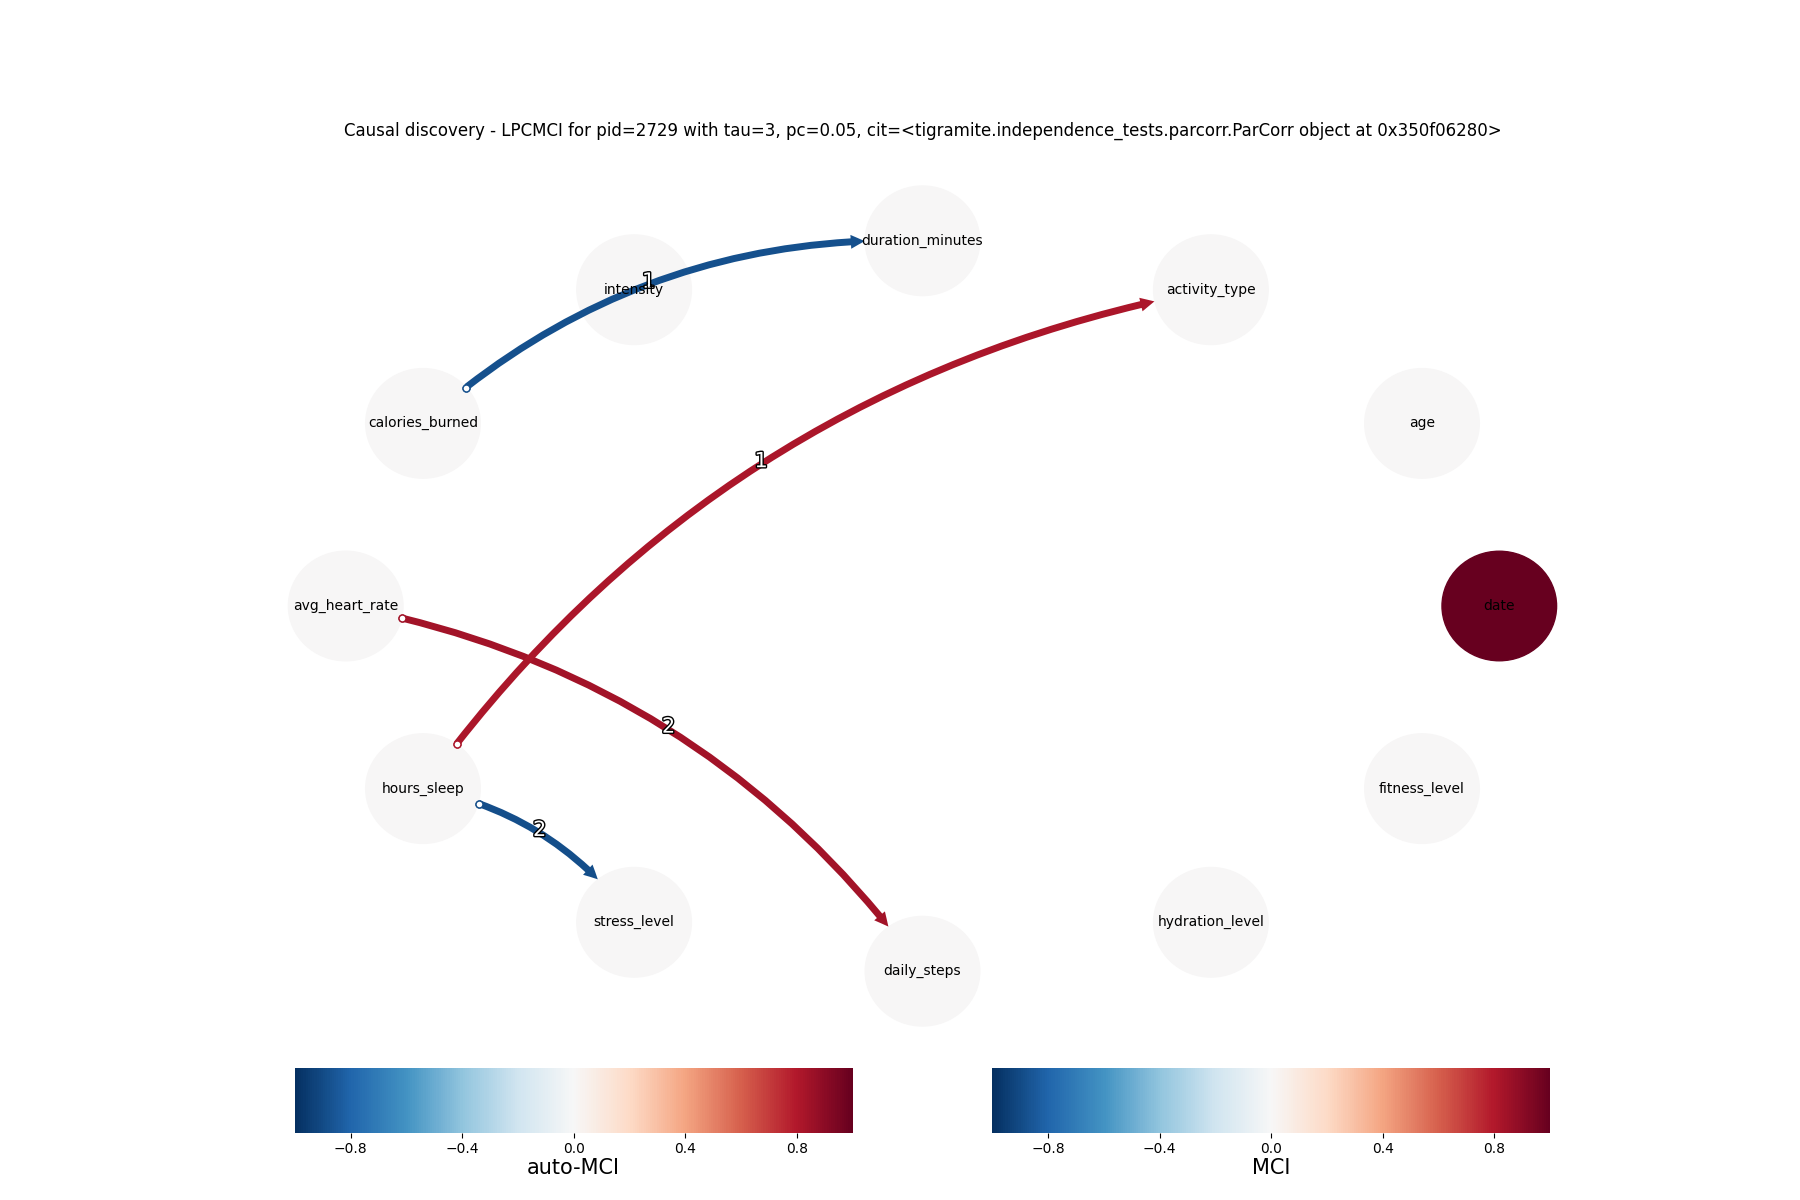 Causal discovery - LPCMCI for pid=2729 with tau=3, pc=0.05, cit=<tigramite.independence_tests.parcorr.ParCorr object at 0x350f06280>
duration_minutes
1
intensity
activity_type
calories_burned
age
1
avg_heart_rate
date
2
hours_sleep
fitness_level
2
stress_level
hydration_level
daily_steps
−0.8 −0.4 0.0 0.4 0.8
auto-MCI
−0.8 −0.4 0.0 0.4 0.8
MCI